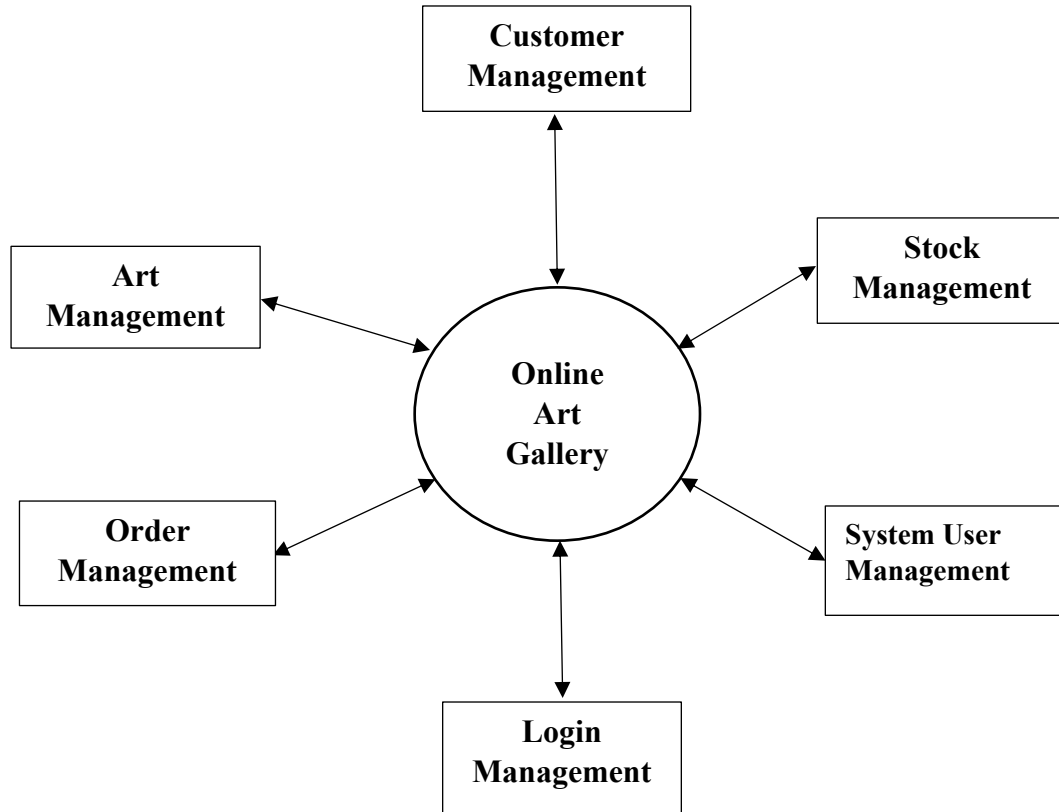 Customer
Management
Stock
Management
Art
Management
Online
Art
Gallery
Order
Management
System User
Management
Login
Management